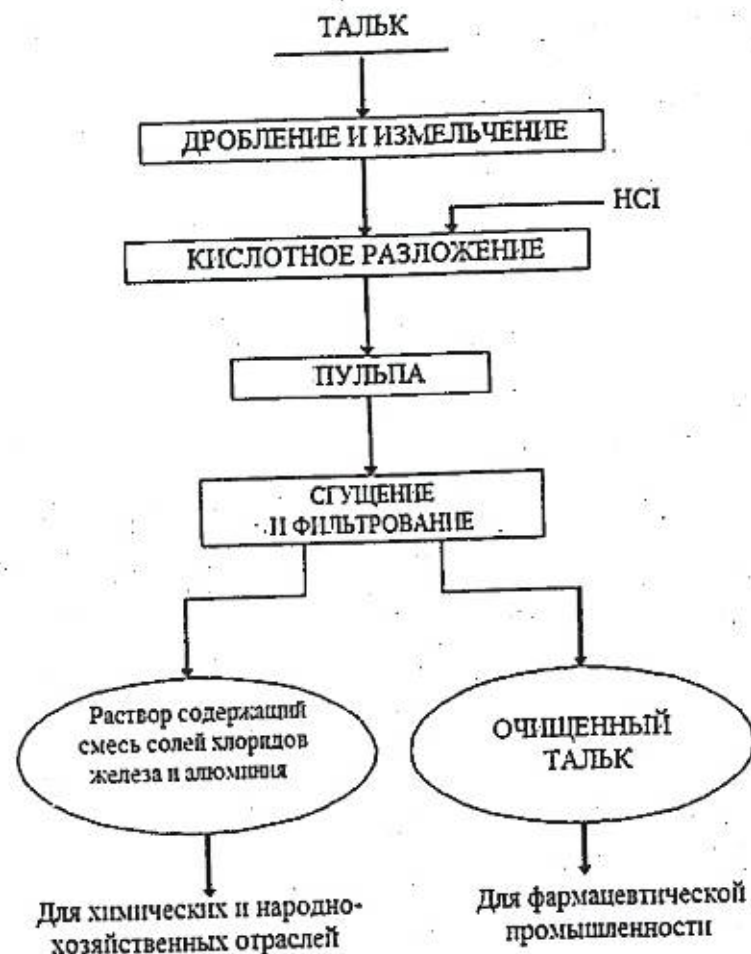 ТАЛЬК
ДРОБЛЕНИЕ И ИЗМЕЛЬЧЕНИЕ
HCl
КИСЛОТНОЕ РАЗЛОЖЕНИЕ
ПУЛЬПА
СГУЩЕНИЕ
И ФИЛЬТРОВАНИЕ
Раствор содержащий
смесь солей хлоридов
железа и алюминия
ОЧИЩЕННЫЙ
ТАЛЬК
Для химических и народно-
хозяйственных отраслей
Для фармацевтической
промышленности